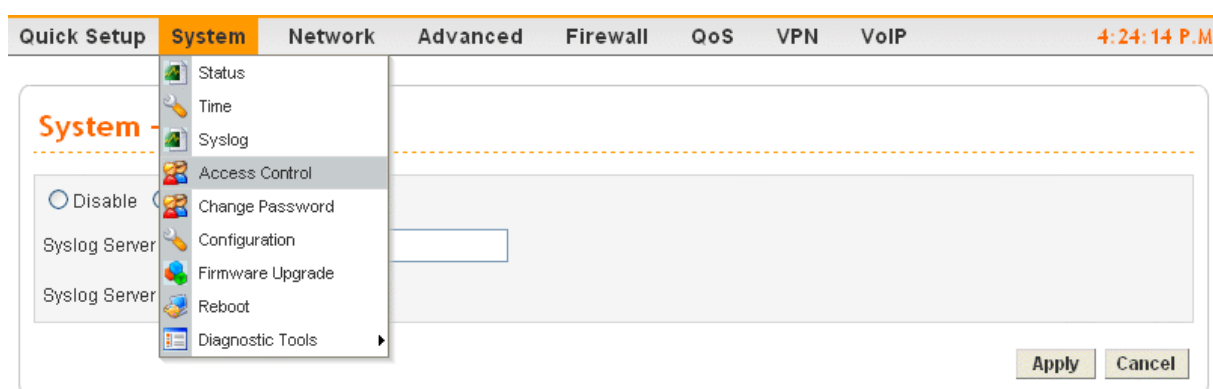 Quick Setup System Network Advanced Firewall QoS VPN VoIP 4:24:14 P.M
Status
Time
System -
Syslog
Access Control
Disable
Change Password
Syslog Server
Configuration
Firmware Upgrade
Syslog Server
Reboot
Diagnostic Tools
Apply Cancel